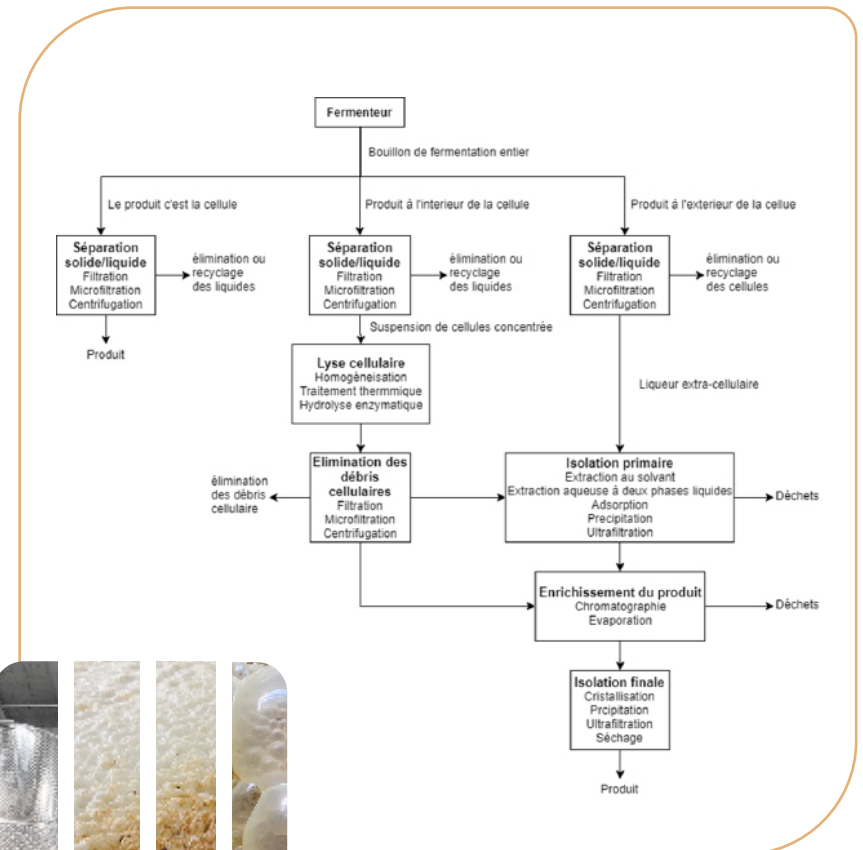 Fermenteur
Bouillon de fermentation entier
Le produit c'est la cellule
Produit à l'interieur de la cellule
Produit à l'exterieur de la cellue
Séparation
solide/liquide
Filtration
Microfiltration
Centrifugation
élimination ou
recyclage
des liquides
Séparation
solide/liquide
Filtration
Microfiltration
Centrifugation
élimination ou
recyclage
des liquides
Séparation
solide/liquide
Filtration
Microfiltration
Centrifugation
élimination ou
recyclage
des cellules
Produit
Suspension de cellules concentrée
Lyse cellulaire
Homogèneisation
Traitement thermmique
Hydrolyse enzymatique
Liqueur extra-cellulaire
élimination
des débris
cellulaire
Elimination des
débris
cellulaires
Filtration
Microfiltration
Centrifugation
Isolation primaire
Extraction au solvant
Extraction aqueuse à deux phases liquides
Adsorption
Precipitation
Ultrafiltration
Déchets
Enrichissement du produit
Chromatographie
Evaporation
Déchets
Isolation finale
Cristallisation
Prcipitation
Ultrafiltration
Séchage
Produit